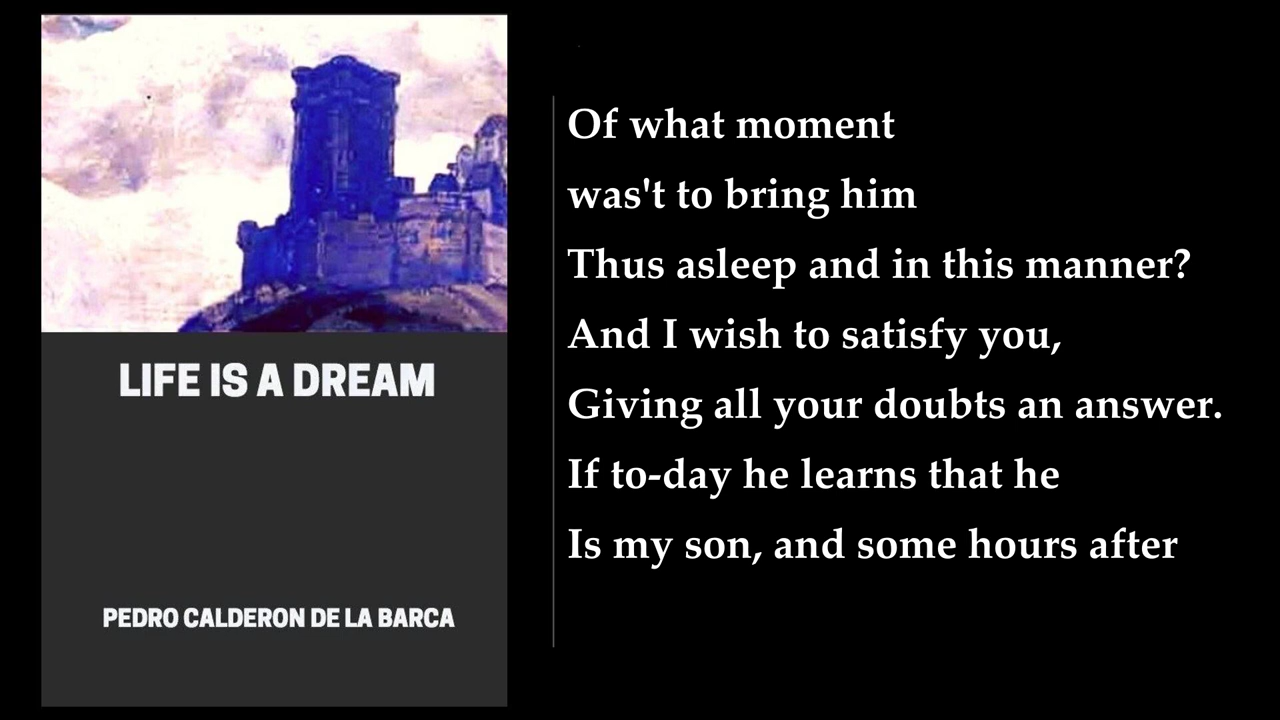 LIFE IS A DREAM
PEDRO CALDERON DE LA BARCA
Of what moment
was't to bring him
Thus asleep and in this manner?
And I wish to satisfy you,
Giving all your doubts an answer.
If to-day he learns that he
Is my son, and some hours after